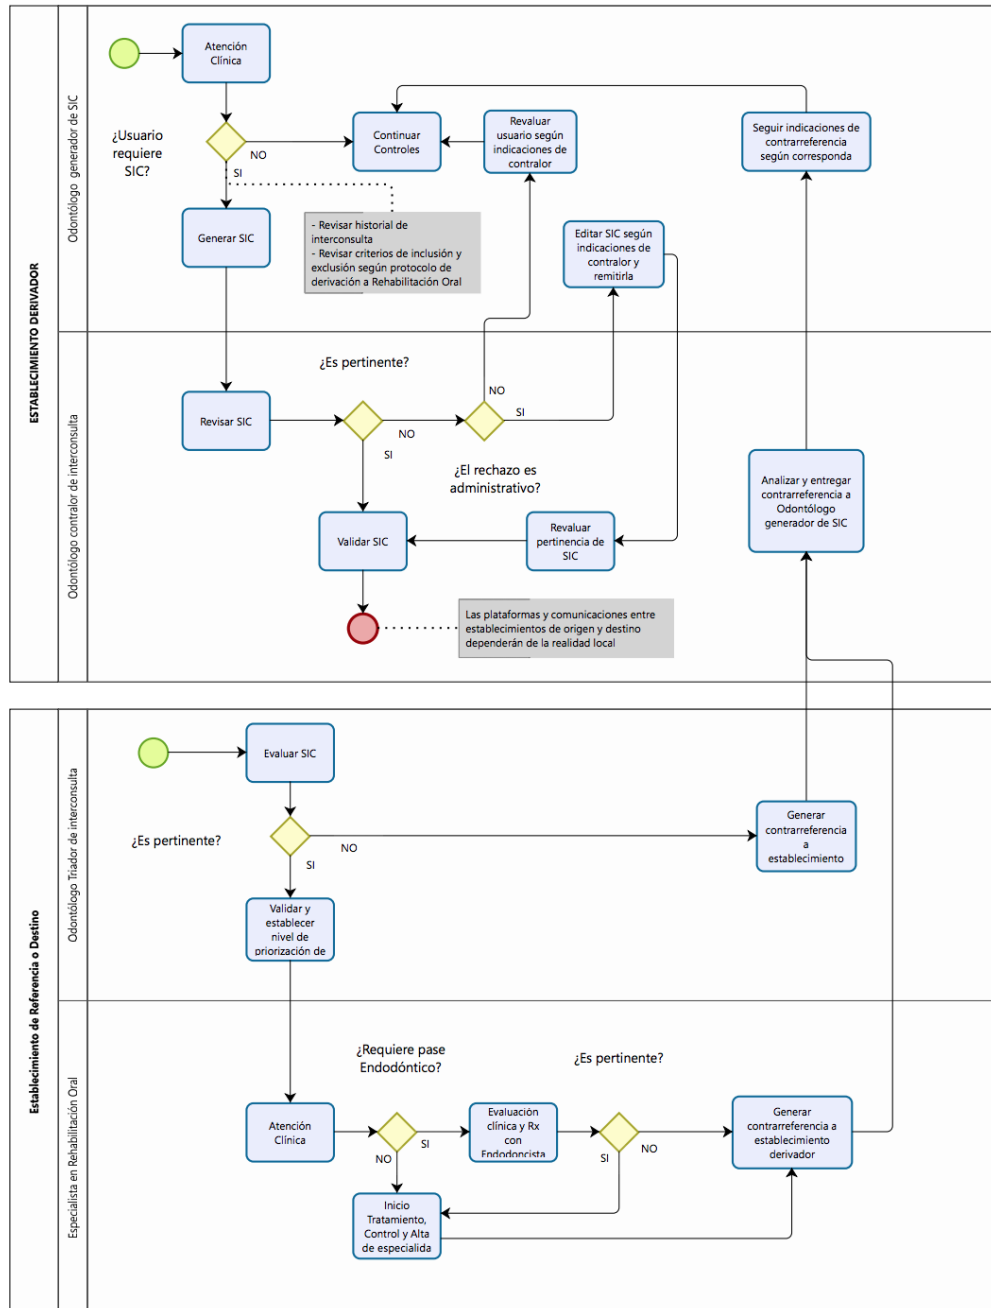 ESTABLECIMIENTO DERIVADOR
Odontólogo generador de SIC
Atención
Clínica
¿Usuario
requiere
SIC?
NO
SI
Continuar
Controles
Revaluar
usuario según
indicaciones de
contralor
Seguir indicaciones de
contrarreferencia
según corresponda
Generar SIC
- Revisar historial de
interconsulta
- Revisar criterios de inclusión y
exclusión según protocolo de
derivación a Rehabilitación Oral
Editar SIC según
indicaciones de
contralor y
remitirla
Odontólogo contralor de interconsulta
¿Es pertinente?
Revisar SIC
NO
SI
NO
SI
¿El rechazo es
administrativo?
Analizar y entregar
contrarreferencia a
Odontólogo
generador de SIC
Validar SIC
Revaluar
pertinencia de
SIC
Las plataformas y comunicaciones entre
establecimientos de origen y destino
dependerán de la realidad local
Establecimiento de Referencia o Destino
Odontólogo Triador de interconsulta
Evaluar SIC
¿Es pertinente?
NO
SI
Generar
contrarreferencia
a
establecimiento
Validar y
establecer
nivel de
priorización de
Especialista en Rehabilitación Oral
¿Requiere pase
Endodóntico?
¿Es pertinente?
Atención
Clínica
SI
NO
Evaluación
clínica y Rx
con
Endodoncista
SI
NO
Generar
contrarreferencia a
establecimiento
derivador
Inicio
Tratamiento,
Control y Alta
de especialida